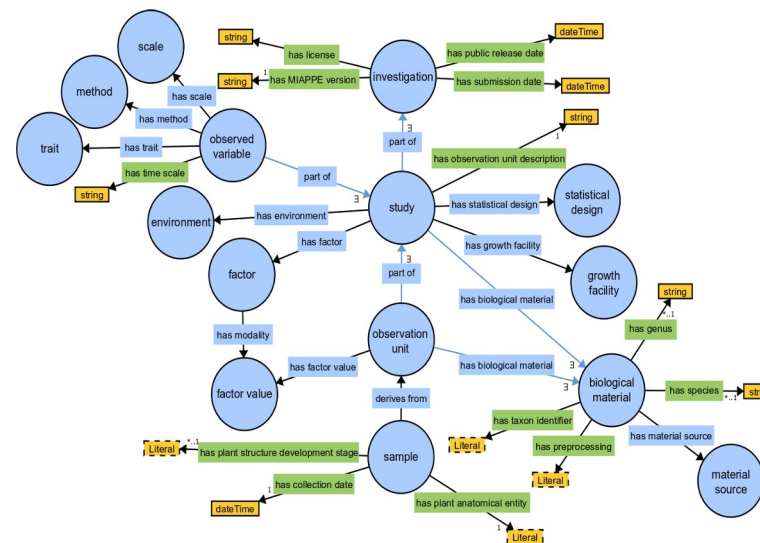 string
has license
has MIAPPE version
1
string
investigation
has public release date
dateTime
has submission date
dateTime
scale
has scale
method
has method
trait
has trait
observed
variable
has time scale
string
part of
∃
part of
∃
has observation unit description
1
string
study
has statistical design
statistical
design
environment
has environment
has factor
factor
has growth facility
growth
facility
∃
part of
has biological material
∃
has modality
factor value
has factor value
observation
unit
has biological material
∃
biological
material
has genus
*..1
string
has species
*..1
has material source
material
source
has taxon identifier
Literal
has preprocessing
Literal
derives from
sample
has plant structure development stage
*..1
Literal
has collection date
1
dateTime
has plant anatomical entity
1
Literal